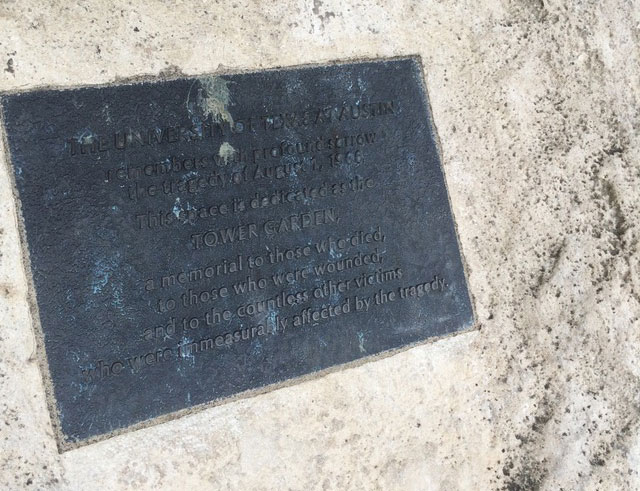 THE UNIVERSITY OF TEXAS AT AUSTIN
remembers with profound sorrow
the tragedy of August 1, 1966.
This space is dedicated as the
TOWER GARDEN,
a memorial to those who died,
to those who were wounded,
and to the countless other victims
who were immeasurably affected by the tragedy.